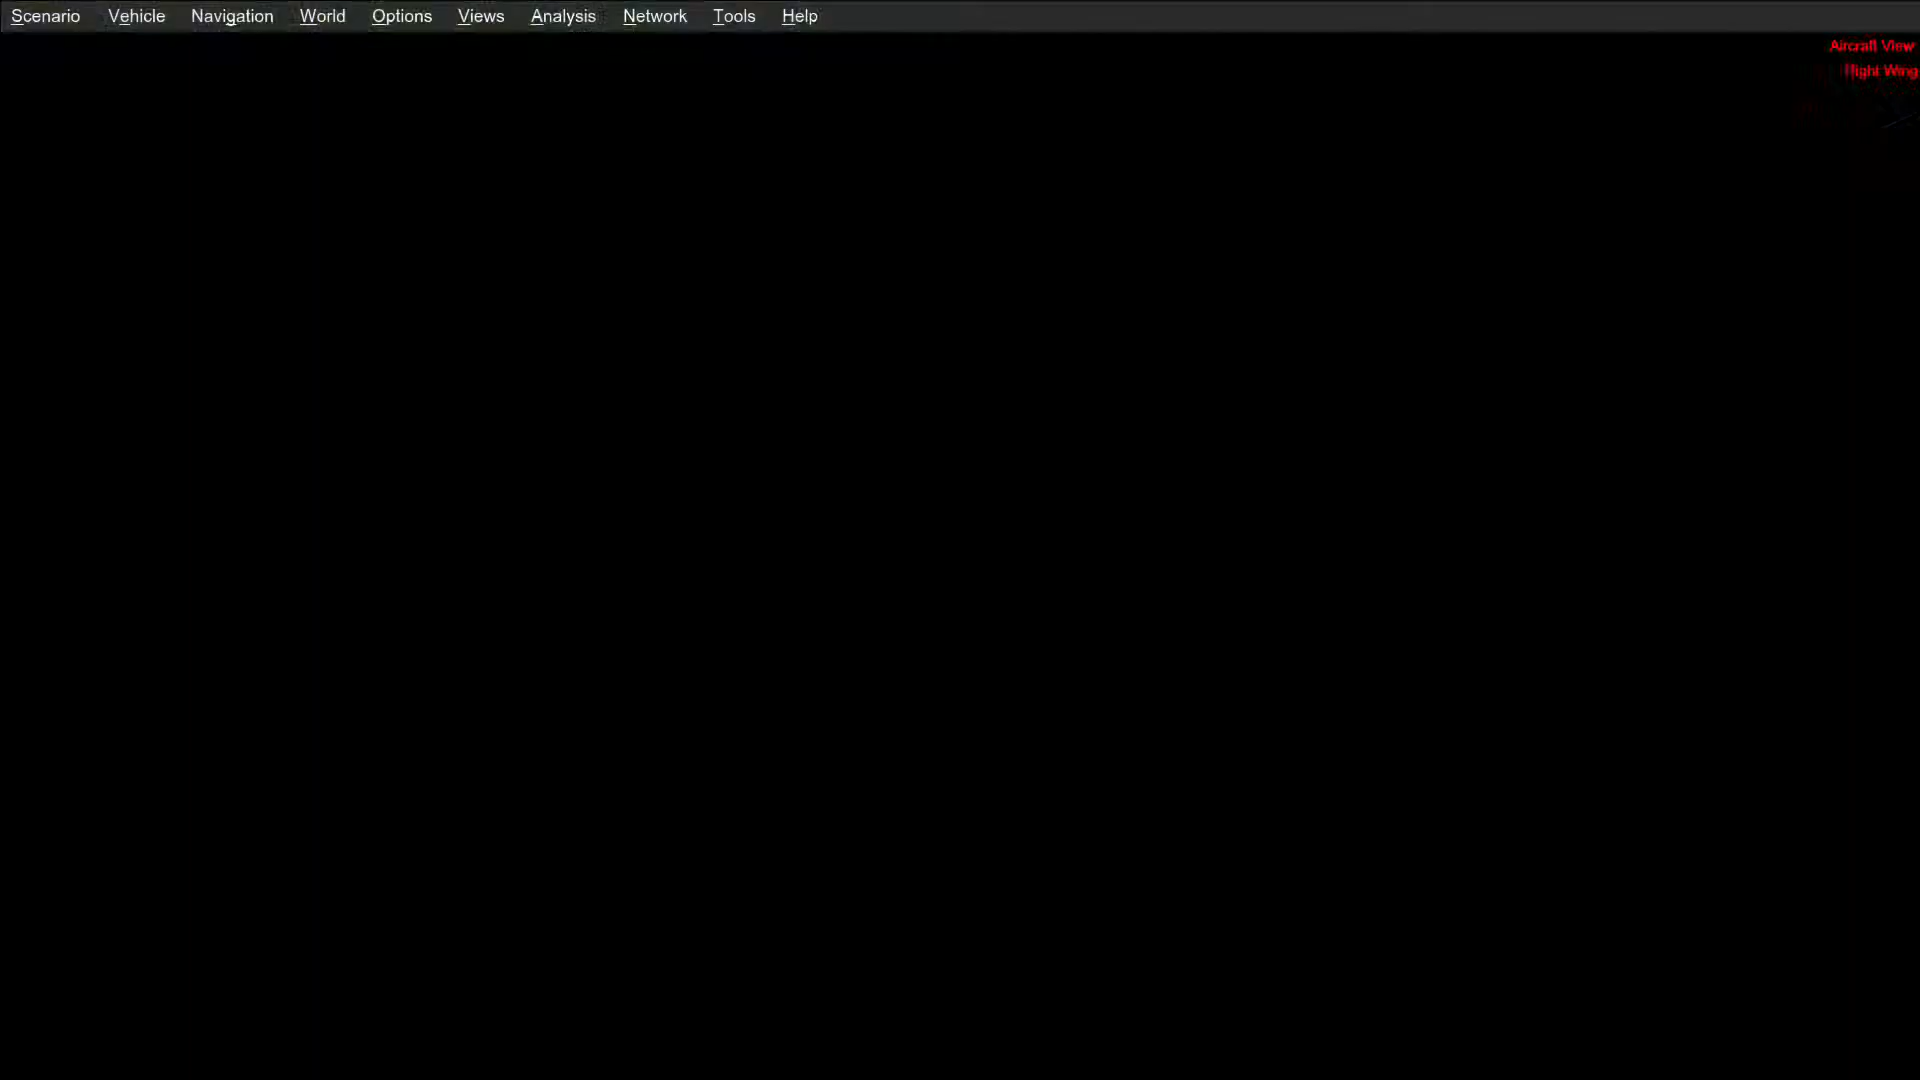 Scenario Vehicle Navigation World Options Views Analysis Network Tools Help
Aircraft View
Right Wing